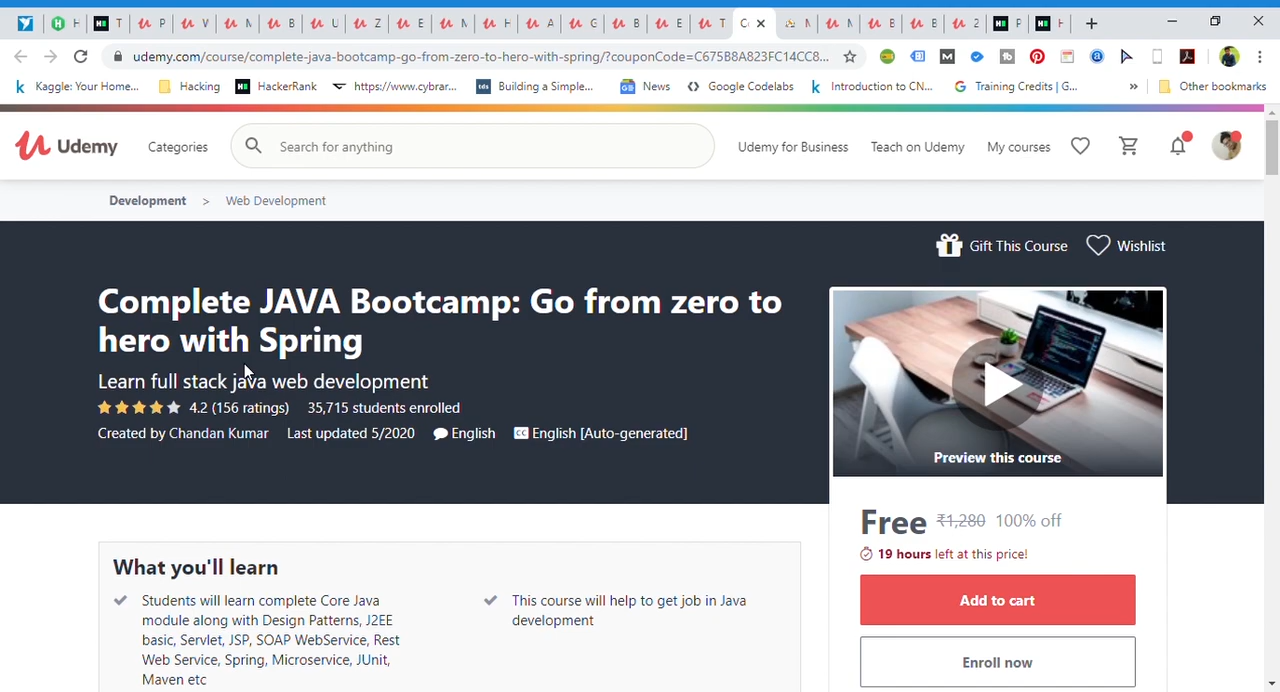 H
T
P
V
N
B
U
Z
E
N
H
A
G
B
E
T
C
N
N
B
B
2
P
H
udemy.com/course/complete-java-bootcamp-go-from-zero-to-hero-with-spring/?couponCode=C675B8A823FC14CC8...
Kaggle: Your Home...
Hacking
HackerRank
https://www.cybrar...
Building a Simple...
News
Google Codelabs
Introduction to CN...
Training Credits | G...
»
Other bookmarks
Udemy
Categories
Search for anything
Udemy for Business
Teach on Udemy
My courses
Development > Web Development
Gift This Course
Wishlist
Complete JAVA Bootcamp: Go from zero to
hero with Spring
Learn full stack java web development
4.2 (156 ratings) 35,715 students enrolled
Created by Chandan Kumar Last updated 5/2020 English CC English [Auto-generated]
Preview this course
Free ₹1,280 100% off
19 hours left at this price!
Add to cart
Enroll now
What you'll learn
Students will learn complete Core Java
module along with Design Patterns, J2EE
basic, Servlet, JSP, SOAP WebService, Rest
Web Service, Spring, Microservice, JUnit,
Maven etc
This course will help to get job in Java
development